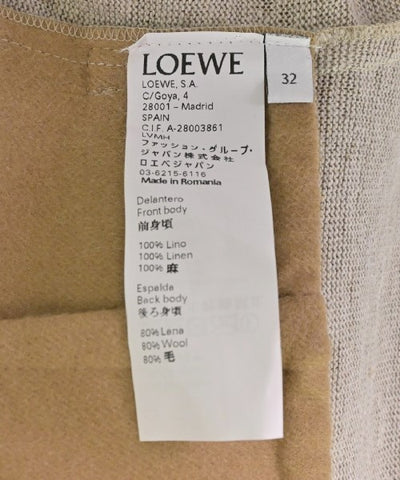 LOEWE
32
LOEWE, S.A.
C/Goya, 4
28001 - Madrid
SPAIN
C.I.F. A-28003861
LVMH
ファッション・グループ・
ジャパン株式会社
ロエベジャパン
03-6215-6116
Made in Romania
Delantero
Front body
前身頃
100% Lino
100% Linen
100% 麻
Espalda
Back body
後ろ身頃
80% Lana
80% Wool
80% 毛